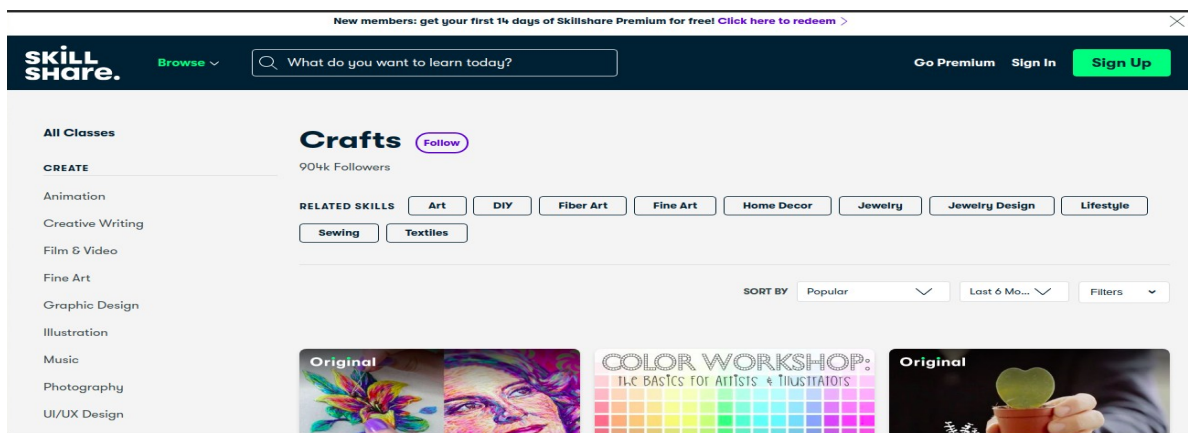 New members: get your first 14 days of Skillshare Premium for free! Click here to redeem >
SKILL
SHare.
Browse
What do you want to learn today?
Go Premium Sign In Sign Up
All Classes
CREATE
Animation
Creative Writing
Film & Video
Fine Art
Graphic Design
Illustration
Music
Photography
UI/UX Design
Crafts Follow
904k Followers
RELATED SKILLS Art DIY Fiber Art Fine Art Home Decor Jewelry Jewelry Design Lifestyle
Sewing Textiles
SORT BY Popular Last 6 Mo... Filters
Original
COLOR WORKSHOP:
THE BASICS FOR ARTISTS & ILLUSTRATORS
Original